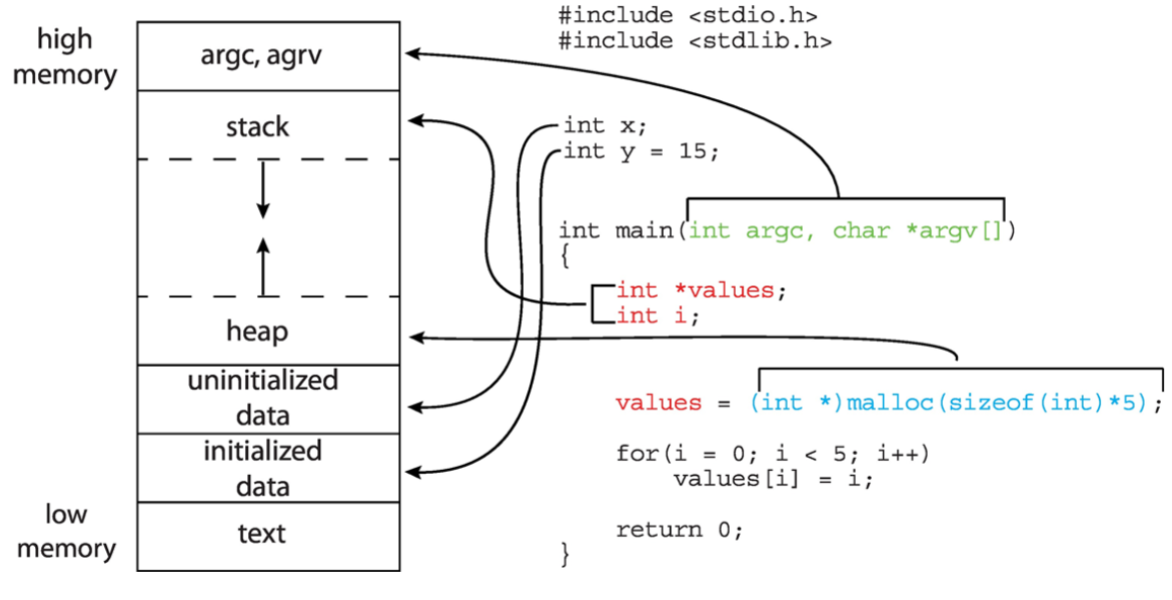 high
memory
argc, agrv
stack
heap
uninitialized
data
initialized
data
low
memory
text
#include <stdio.h>
#include <stdlib.h>
int x;
int y = 15;
int main(int argc, char *argv[])
{
int *values;
int i;
values = (int *)malloc(sizeof(int)*5);
for(i = 0; i < 5; i++)
values[i] = i;
return 0;
}